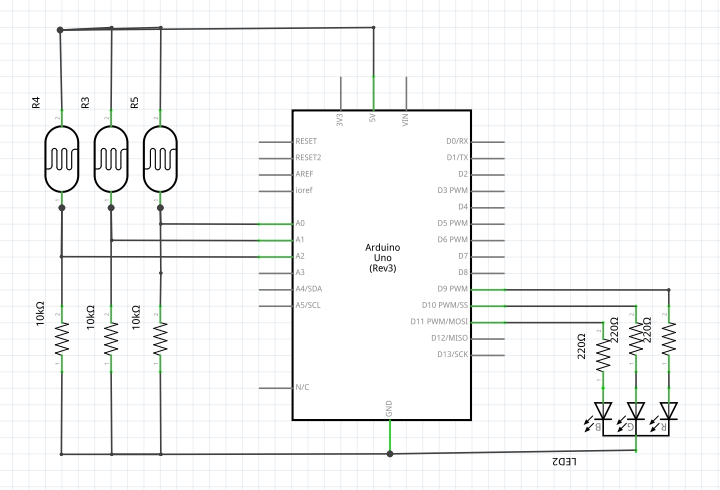 R4
R3
R5
3V3
5V
VIN
RESET
RESET2
AREF
ioref
A0
A1
A2
A3
A4/SDA
A5/SCL
N/C
Arduino
Uno
(Rev3)
D0/RX
D1/TX
D2
D3 PWM
D4
D5 PWM
D6 PWM
D7
D8
D9 PWM
D10 PWM/SS
D11 PWM/MOSI
D12/MISO
D13/SCK
GND
10kΩ
10kΩ
10kΩ
220Ω
220Ω
220Ω
B
G
R
LED2